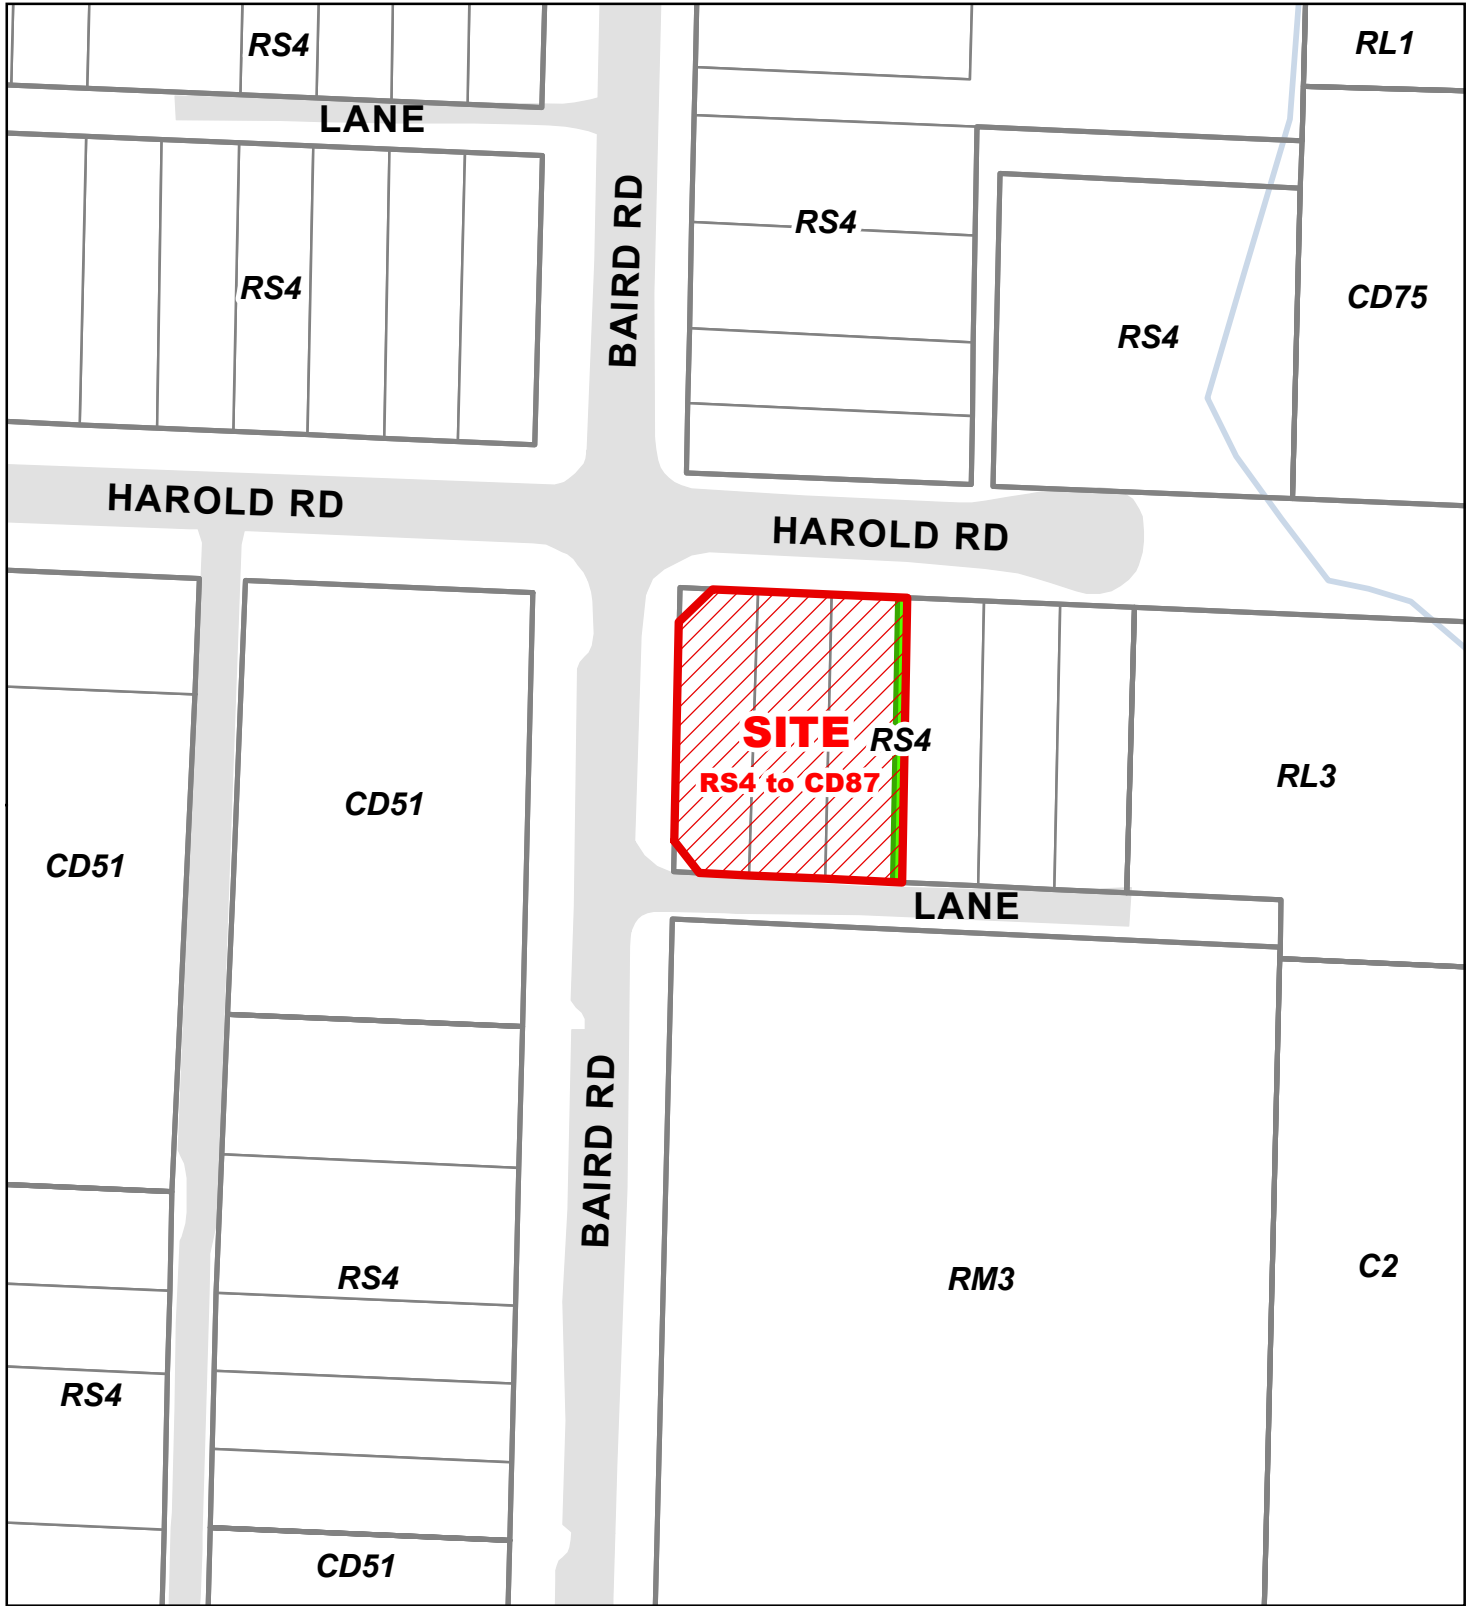 RS4
RL1
LANE
BAIRD RD
RS4
RS4
CD75
RS4
HAROLD RD
HAROLD RD
SITE
RS4
RS4 to CD87
RL3
CD51
CD51
LANE
BAIRD RD
RS4
RM3
C2
RS4
CD51